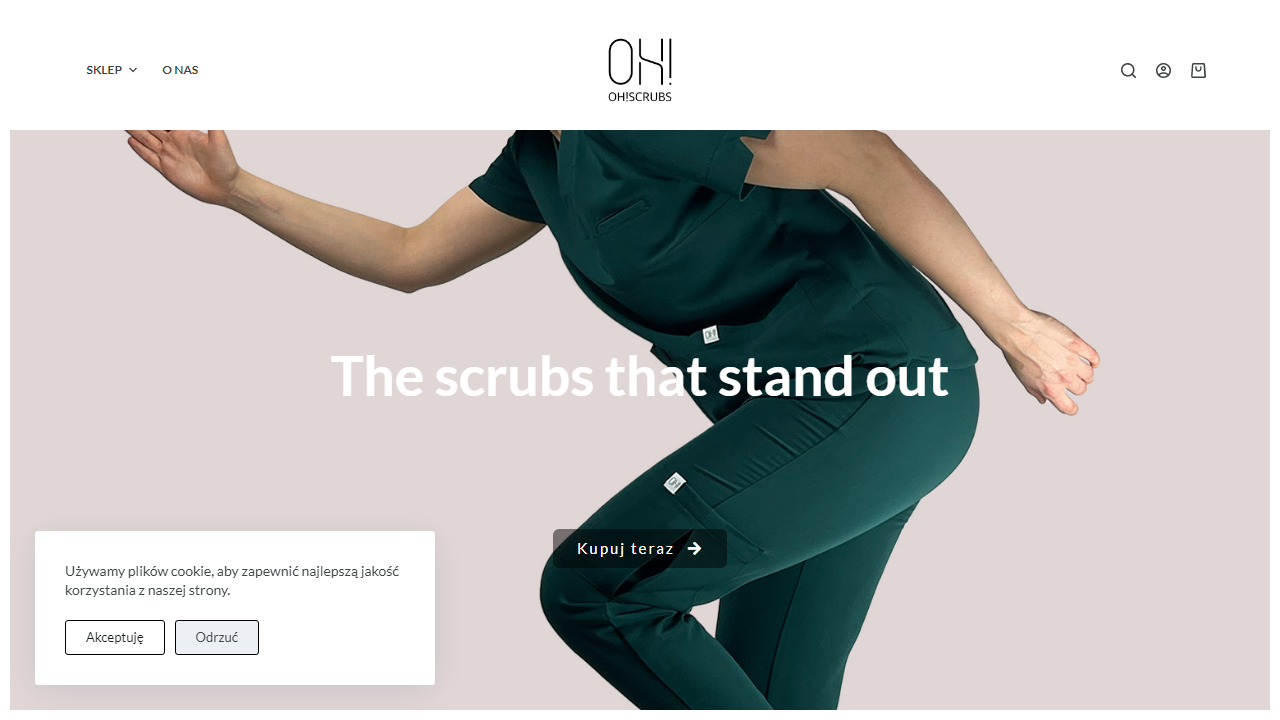 SKLEP
O NAS
OH!
OH!SCRUBS
The scrubs that stand out
Kupuj teraz
Używamy plików cookie, aby zapewnić najlepszą jakość
korzystania z naszej strony.
Akceptuję
Odrzuć
OH!